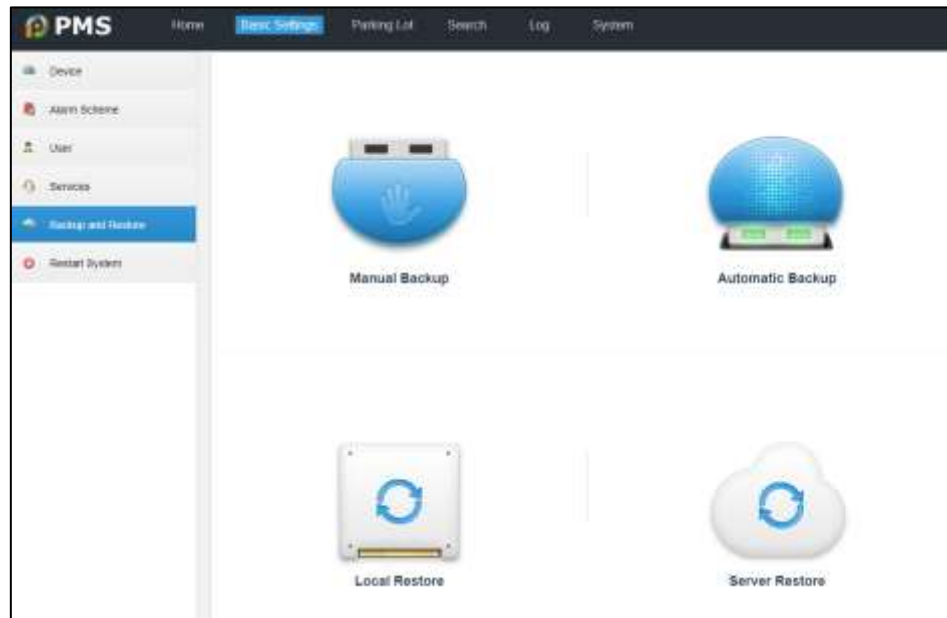 PMS
Home Basic Settings Parking Lot Search Log System
Device
Alarm Scheme
User
Services
Backup and Restore
Restart System
Manual Backup
Automatic Backup
Local Restore
Server Restore